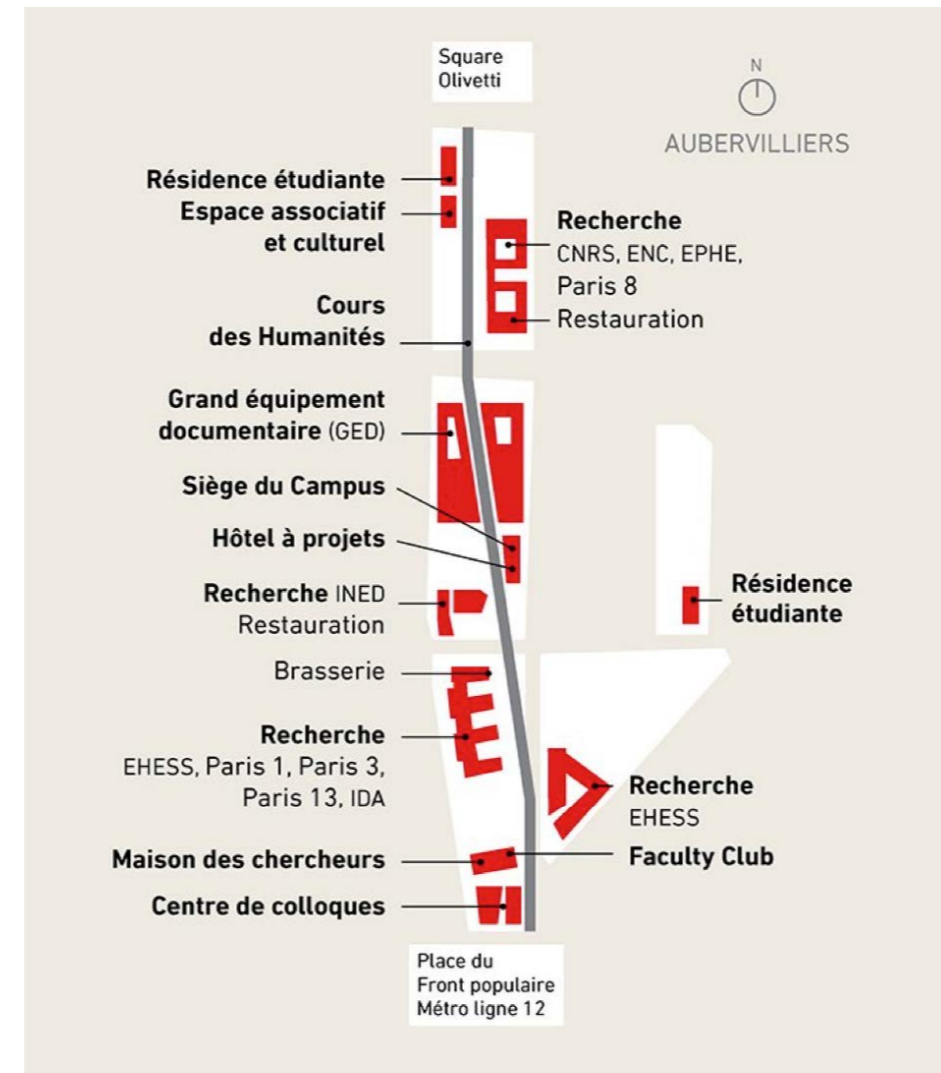 Square
Olivetti
N
AUBERVILLIERS
Résidence étudiante
Espace associatif
et culturel
Recherche
CNRS, ENC, EPHE,
Paris 8
Restauration
Cours
des Humanités
Grand équipement
documentaire (GED)
Siège du Campus
Hôtel à projets
Recherche INED
Restauration
Résidence
étudiante
Brasserie
Recherche
EHESS, Paris 1, Paris 3,
Paris 13, IDA
Recherche
EHESS
Maison des chercheurs
Faculty Club
Centre de colloques
Place du
Front populaire
Métro ligne 12